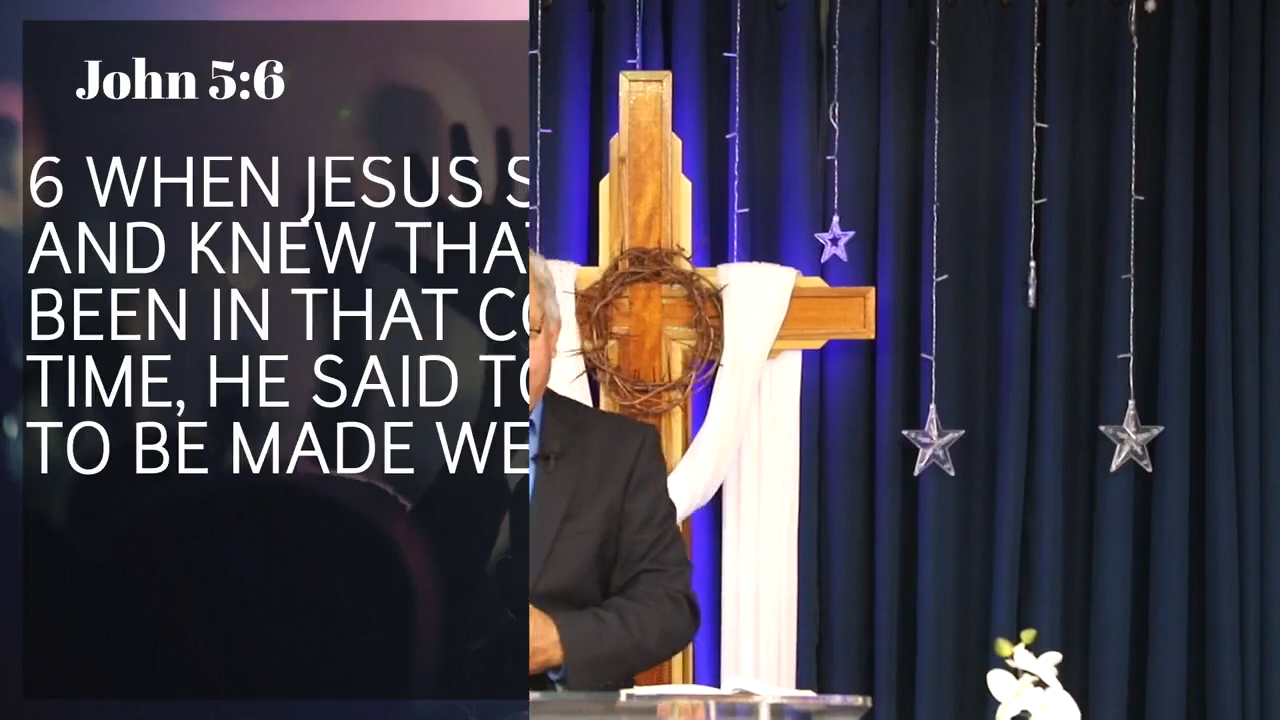 John 5:6
6 WHEN JESUS S
AND KNEW THAT
BEEN IN THAT CO
TIME, HE SAID TO
TO BE MADE WE